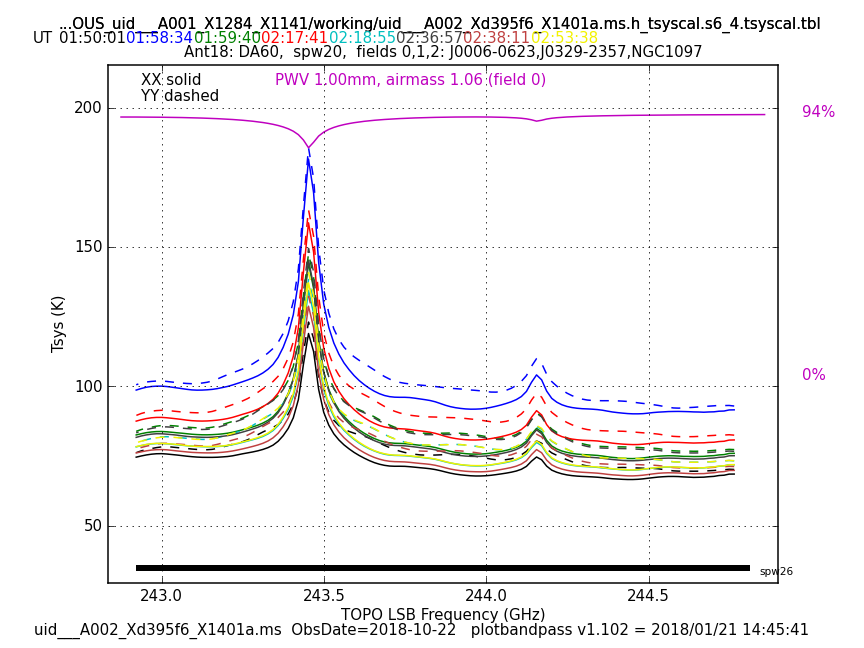 ...OUS_uid___A001_X1284_X1141/working/uid___A002_Xd395f6_X1401a.ms.h_tsyscal.s6_4.tsyscal.tbl
UT 01:50:01 01:58:34 01:59:40 02:17:41 02:18:55 02:36:57 02:38:11 02:53:38
Ant18: DA60,  spw20,  fields 0,1,2: J0006-0623,J0329-2357,NGC1097
XX solid
YY dashed
PWV 1.00mm, airmass 1.06 (field 0)
94%
0%
200
150
100
50
Tsys (K)
spw26
243.0 243.5 244.0 244.5
TOPO LSB Frequency (GHz)
uid___A002_Xd395f6_X1401a.ms  ObsDate=2018-10-22   plotbandpass v1.102 = 2018/01/21 14:45:41